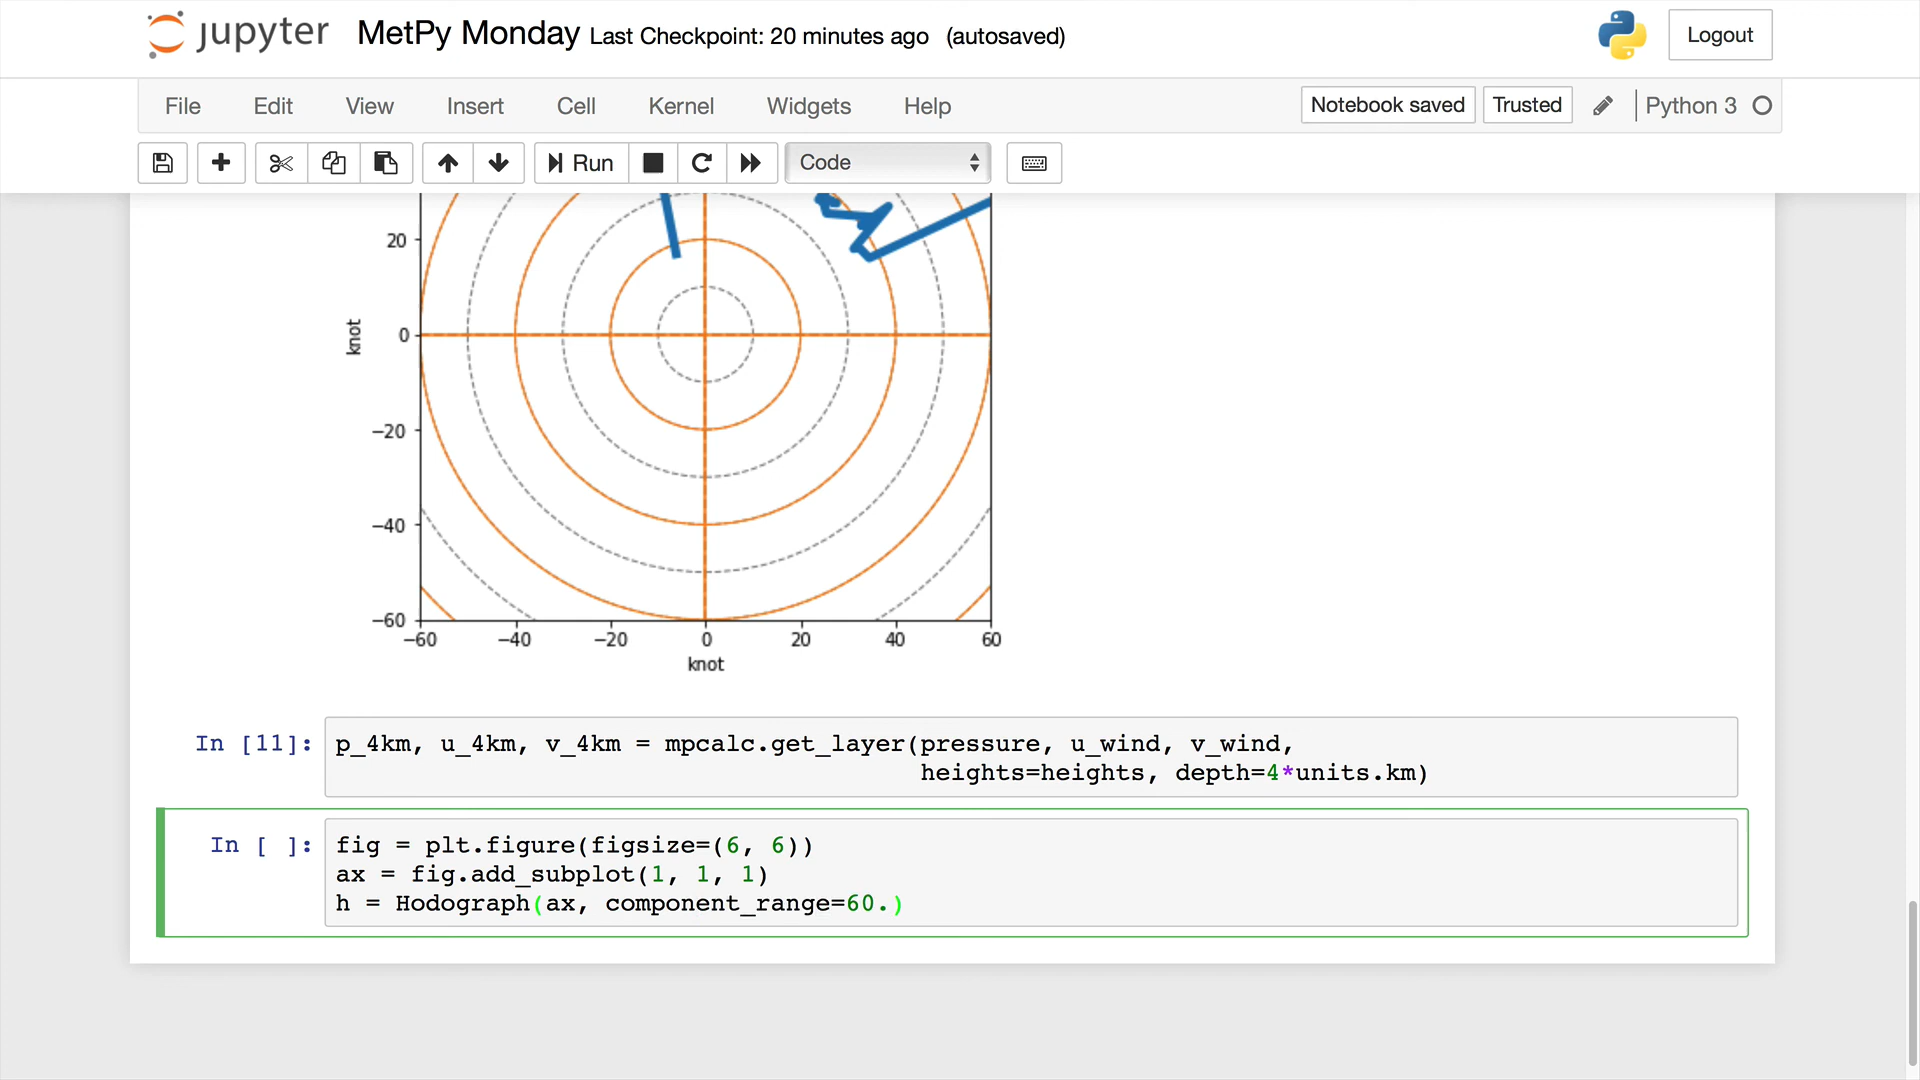 jupyter MetPy Monday Last Checkpoint: 20 minutes ago (autosaved) Logout
File Edit View Insert Cell Kernel Widgets Help Notebook saved Trusted Python 3
Run Code
20
0
−20
−40
−60
knot
−60 −40 −20 0 20 40 60
knot
In [11]: p_4km, u_4km, v_4km = mpcalc.get_layer(pressure, u_wind, v_wind,
heights=heights, depth=4*units.km)
In [ ]: fig = plt.figure(figsize=(6, 6))
ax = fig.add_subplot(1, 1, 1)
h = Hodograph(ax, component_range=60.)